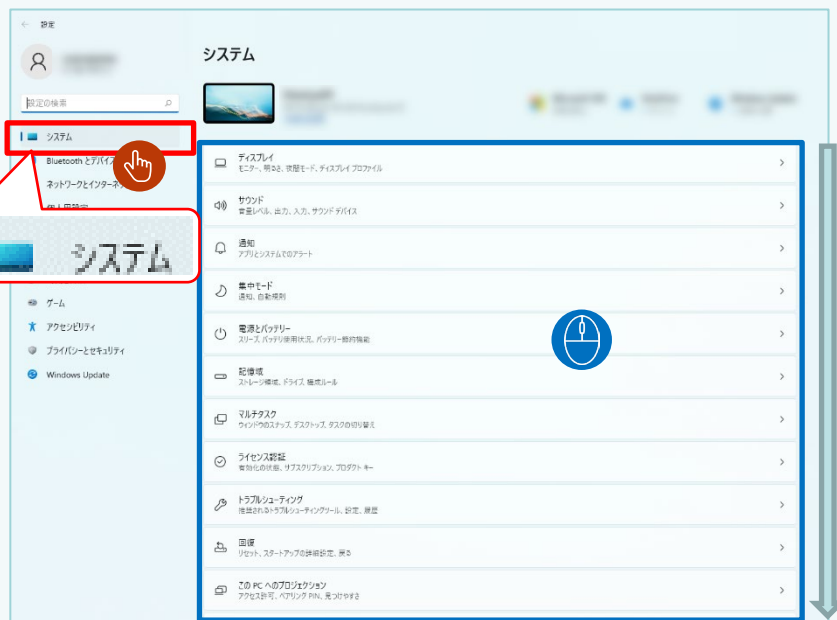 設定
システム
設定の検索
システム
Bluetooth とデバイス
ネットワークとインターネッ
個人用設定
システム
ゲーム
アクセシビリティ
プライバシーとセキュリティ
Windows Update
ディスプレイ
モニター、明るさ、夜間モード、ディスプレイ プロファイル
サウンド
音量レベル、出力、入力、サウンド デバイス
通知
アプリとシステムでのアラート
集中モード
通知、自動規則
電源とバッテリー
スリープ、バッテリ使用状況、バッテリー節約機能
記憶域
ストレージ領域、ドライブ、構成ルール
マルチタスク
ウィンドウのスナップ、デスクトップ、タスクの切り替え
ライセンス認証
有効化の状態、サブスクリプション、プロダクト キー
トラブルシューティング
推奨されるトラブルシューティングツール、設定、履歴
回復
リセット、スタートアップの詳細設定、戻る
この PC へのプロジェクション
アクセス許可、ペアリング PIN、見つけやすさ